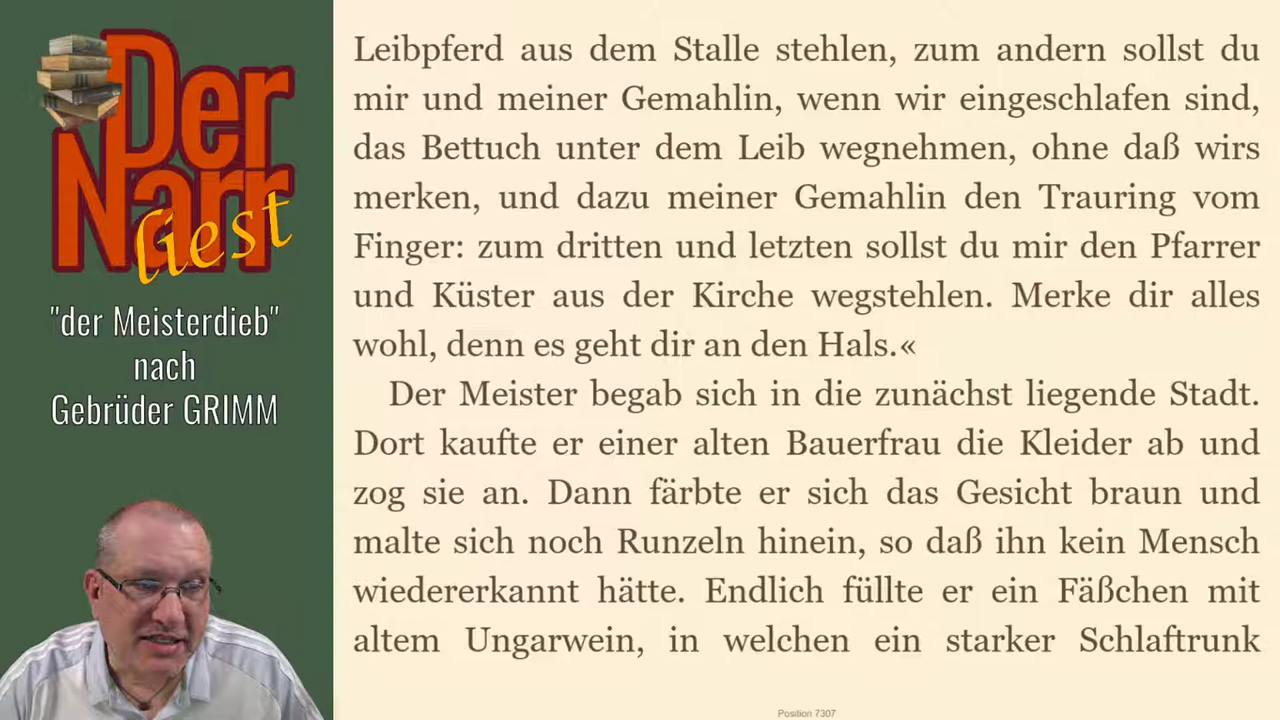 Der
Narr
liest
"der Meisterdieb"
nach
Gebrüder GRIMM
Leibpferd aus dem Stalle stehlen, zum andern sollst du
mir und meiner Gemahlin, wenn wir eingeschlafen sind,
das Bettuch unter dem Leib wegnehmen, ohne daß wirs
merken, und dazu meiner Gemahlin den Trauring vom
Finger: zum dritten und letzten sollst du mir den Pfarrer
und Küster aus der Kirche wegstehlen. Merke dir alles
wohl, denn es geht dir an den Hals.«
Der Meister begab sich in die zunächst liegende Stadt.
Dort kaufte er einer alten Bauerfrau die Kleider ab und
zog sie an. Dann färbte er sich das Gesicht braun und
malte sich noch Runzeln hinein, so daß ihn kein Mensch
wiedererkannt hätte. Endlich füllte er ein Fäßchen mit
altem Ungarwein, in welchen ein starker Schlaftrunk
Position 7307